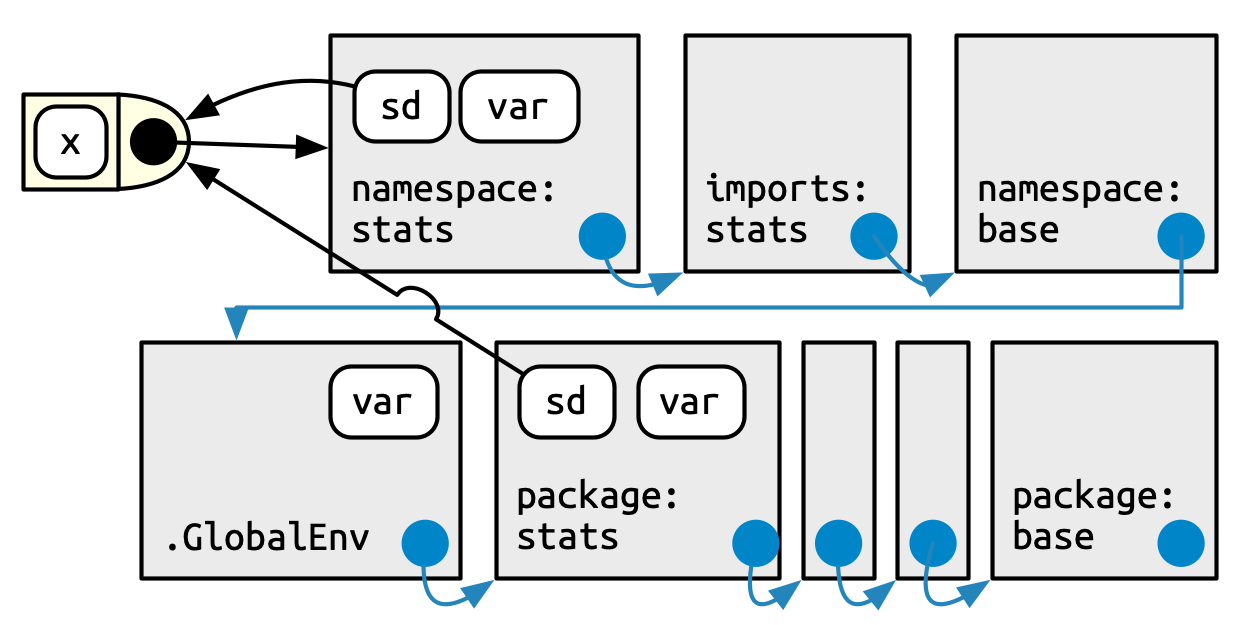 sd var
x
namespace:
stats
imports:
stats
namespace:
base
var
.GlobalEnv
sd var
package:
stats
package:
base